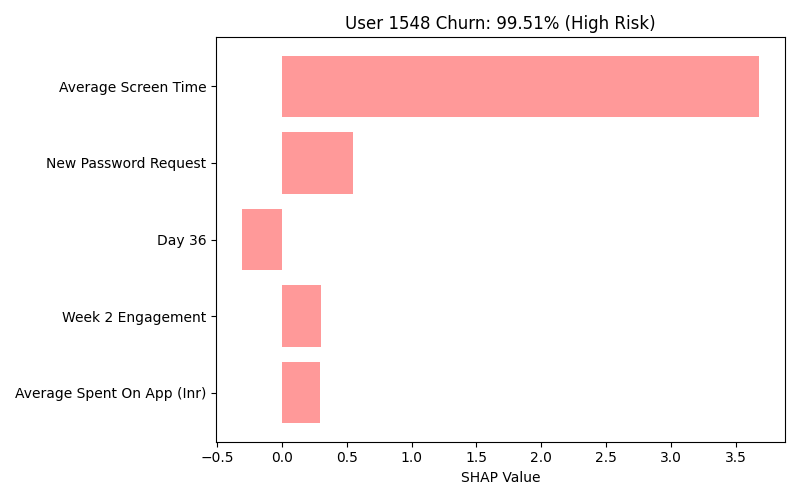 User 1548 Churn: 99.51% (High Risk)
Average Screen Time
New Password Request
Day 36
Week 2 Engagement
Average Spent On App (Inr)
−0.5 0.0 0.5 1.0 1.5 2.0 2.5 3.0 3.5
SHAP Value